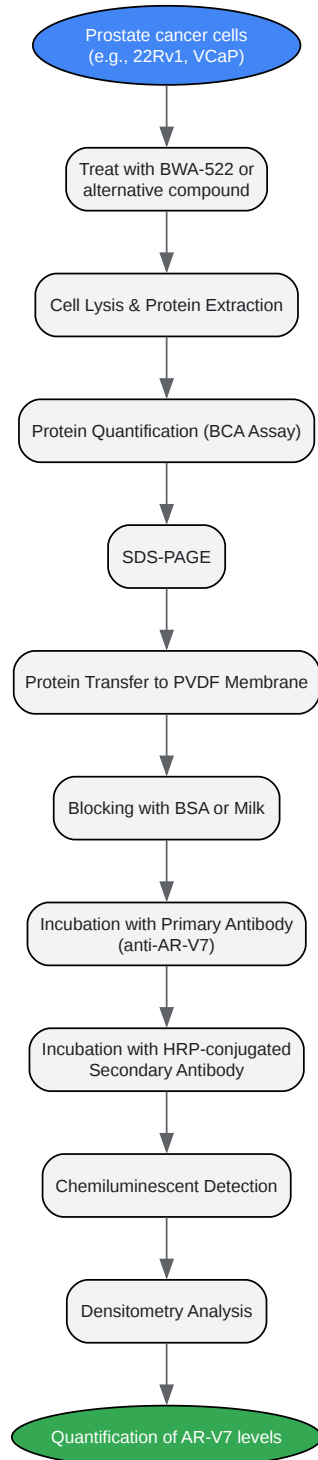 Prostate cancer cells
(e.g., 22Rv1, VCaP)
Treat with BWA-522 or
alternative compound
Cell Lysis & Protein Extraction
Protein Quantification (BCA Assay)
SDS-PAGE
Protein Transfer to PVDF Membrane
Blocking with BSA or Milk
Incubation with Primary Antibody
(anti-AR-V7)
Incubation with HRP-conjugated
Secondary Antibody
Chemiluminescent Detection
Densitometry Analysis
Quantification of AR-V7 levels